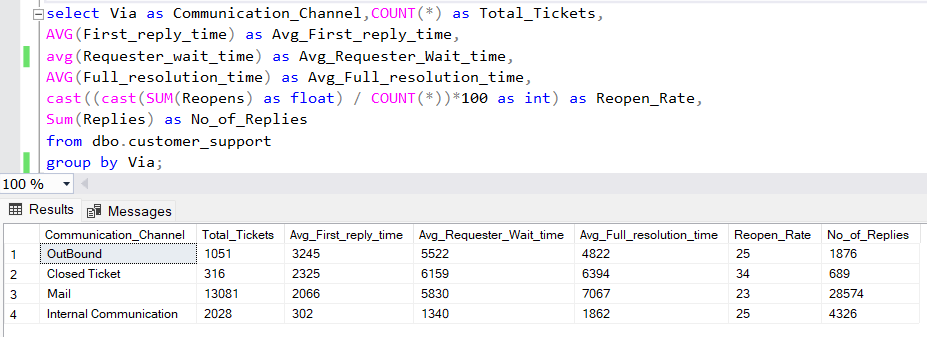 select Via as Communication_Channel,COUNT(*) as Total_Tickets,
AVG(First_reply_time) as Avg_First_reply_time,
avg(Requester_wait_time) as Avg_Requester_Wait_time,
AVG(Full_resolution_time) as Avg_Full_resolution_time,
cast((cast(SUM(Reopens) as float) / COUNT(*))*100 as int) as Reopen_Rate,
Sum(Replies) as No_of_Replies
from dbo.customer_support
group by Via;
100 %
Results Messages
Communication_Channel Total_Tickets Avg_First_reply_time Avg_Requester_Wait_time Avg_Full_resolution_time Reopen_Rate No_of_Replies
1 OutBound 1051 3245 5522 4822 25 1876
2 Closed Ticket 316 2325 6159 6394 34 689
3 Mail 13081 2066 5830 7067 23 28574
4 Internal Communication 2028 302 1340 1862 25 4326